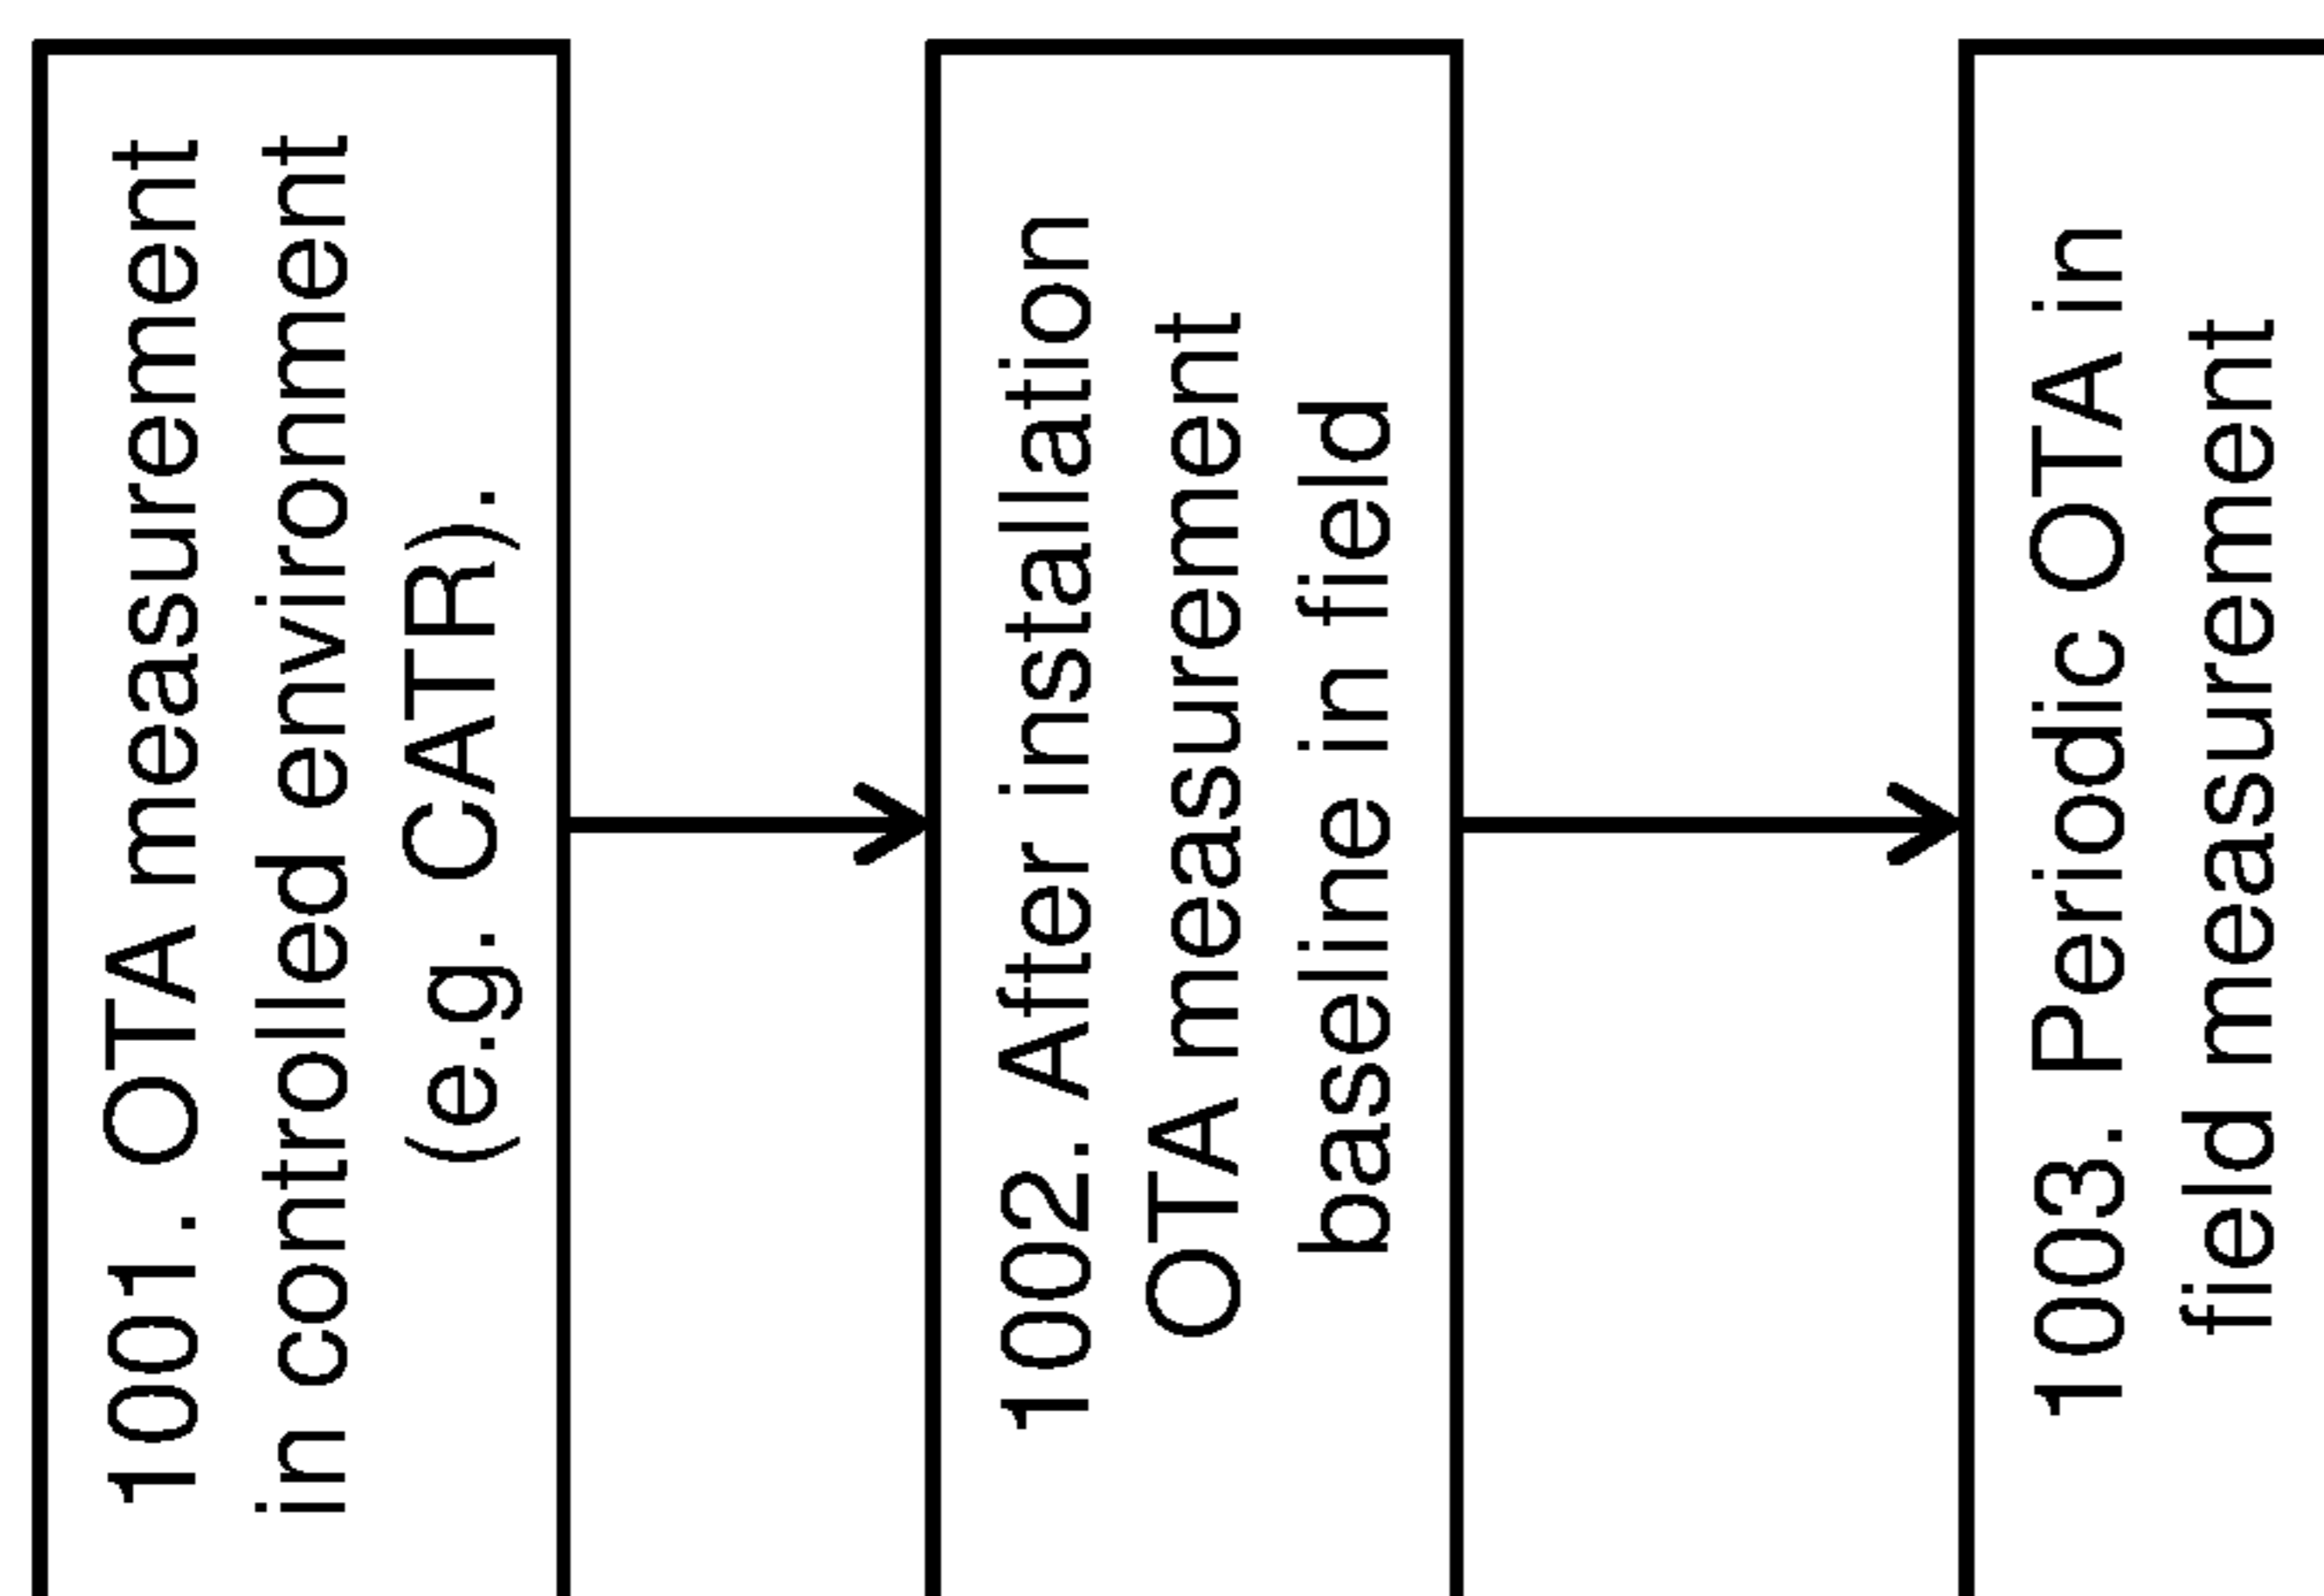 1001. OTA measurement
in controlled environment
(e.g. CATR).
1002. After installation
OTA measurement
baseline in field
1003. Periodic OTA in
field measurement